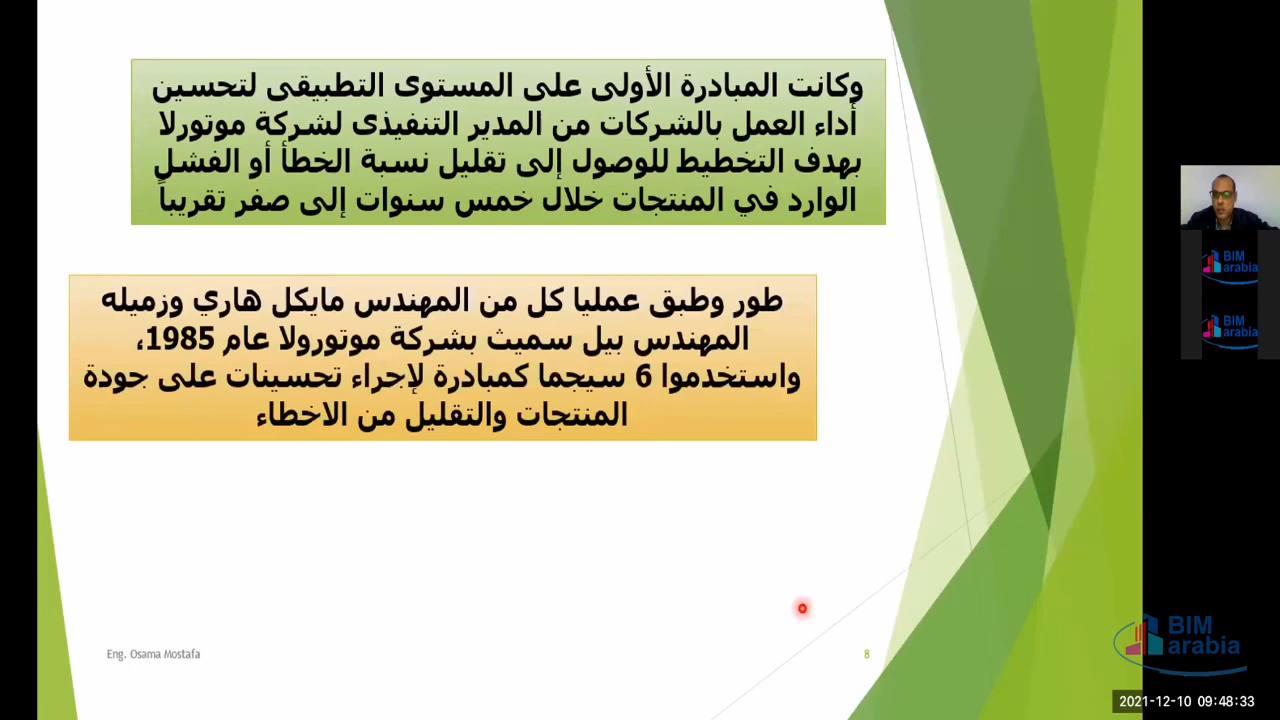 وكانت المبادرة الأولى على المستوى التطبيقى لتحسين
أداء العمل بالشركات من المدير التنفيذى لشركة موتورلا
بهدف التخطيط للوصول إلى تقليل نسبة الخطأ أو الفشل
الوارد في المنتجات خلال خمس سنوات إلى صفر تقريباً
طور وطبق عمليا كل من المهندس مايكل هاري وزميله
المهندس بيل سميث بشركة موتورولا عام 1985،
واستخدموا 6 سيجما كمبادرة لإجراء تحسينات على جودة
المنتجات والتقليل من الاخطاء
Eng. Osama Mostafa
8
BIM
arabia
BIM
arabia
BIM
arabia
2021-12-10 09:48:33